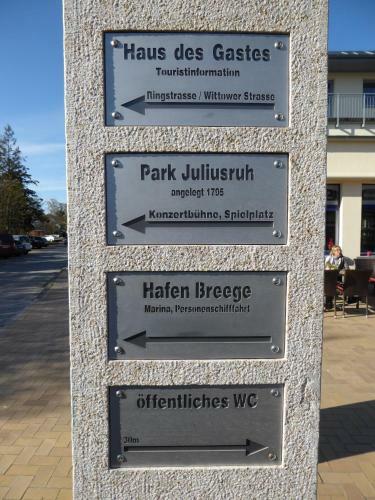 Haus des Gastes
Touristinformation
Ringstrasse / Wittower Strasse
Park Juliusruh
angelegt 1795
Konzertbühne, Spielplatz
Hafen Breege
Marina, Personenschifffahrt
öffentliches WC
30m